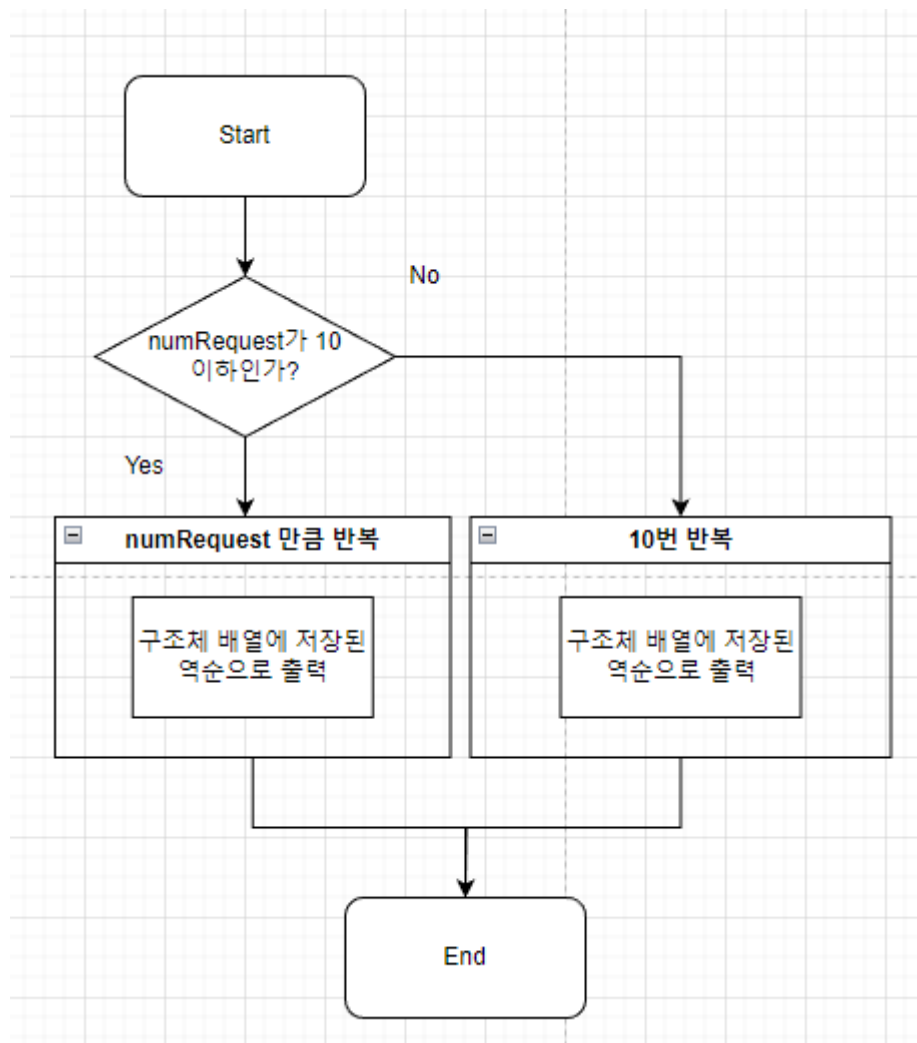 Start
No
numRequest가 10
이하인가?
Yes
numRequest 만큼 반복
10번 반복
구조체 배열에 저장된
역순으로 출력
구조체 배열에 저장된
역순으로 출력
End